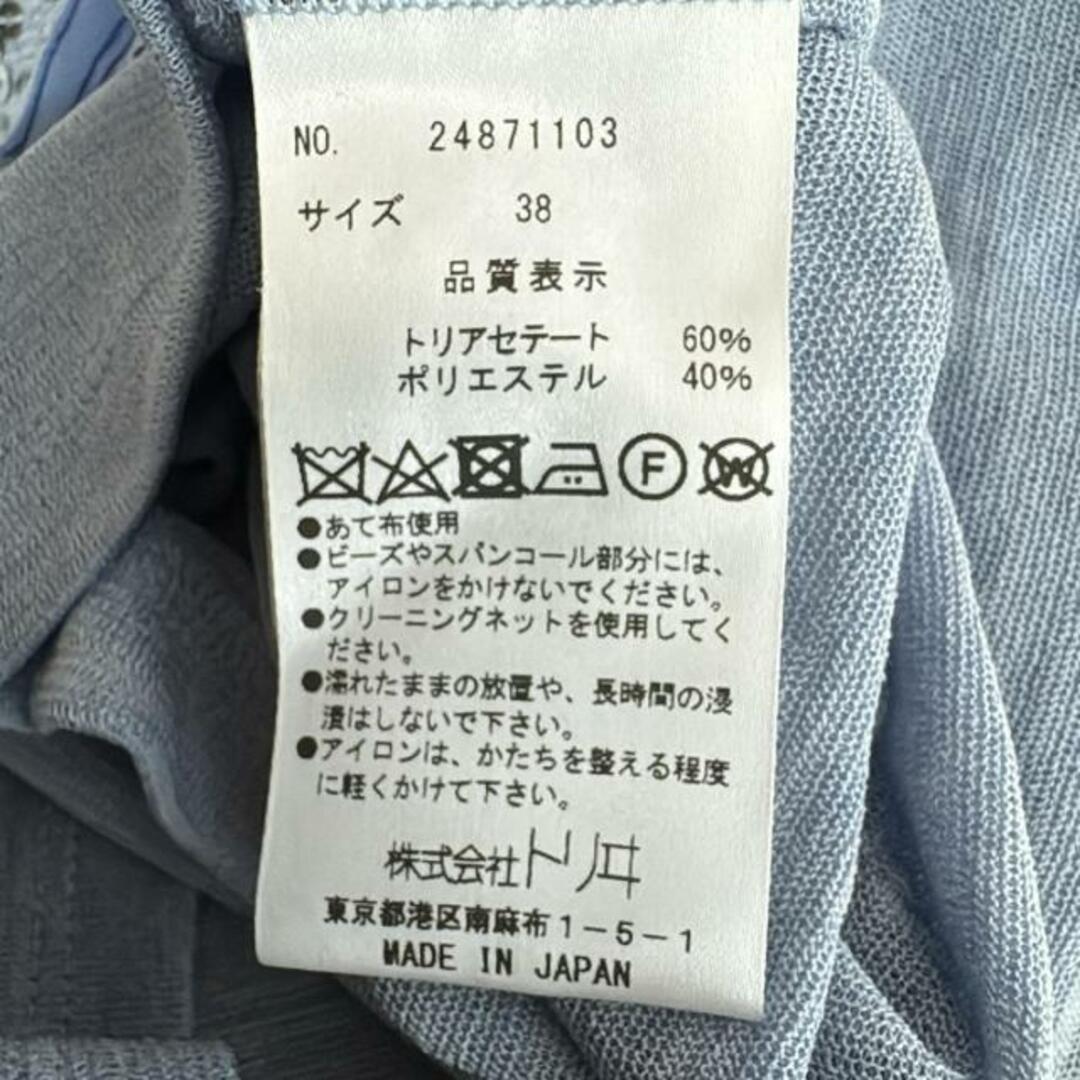 NO. 24871103
サイズ 38
品質表示
トリアセテート 60%
ポリエステル 40%
F W
●あて布使用
●ビーズやスパンコール部分には、
アイロンをかけないでください。
●クリーニングネットを使用してく
ださい。
●濡れたままの放置や、長時間の浸
漬はしないで下さい。
●アイロンは、かたちを整える程度
に軽くかけて下さい。
株式会社トリヰ
東京都港区南麻布1-5-1
MADE IN JAPAN